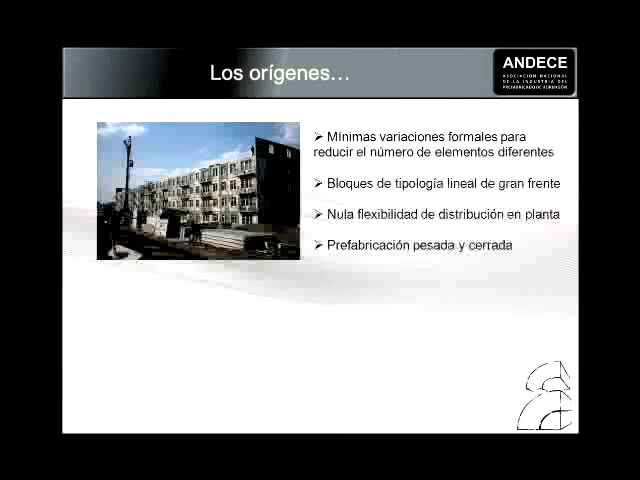 Los orígenes...
ANDECE
ASOCIACIÓN NACIONAL
DE LA INDUSTRIA DEL
PREFABRICADO DE HORMIGÓN
➢ Mínimas variaciones formales para
reducir el número de elementos diferentes
➢ Bloques de tipología lineal de gran frente
➢ Nula flexibilidad de distribución en planta
➢ Prefabricación pesada y cerrada